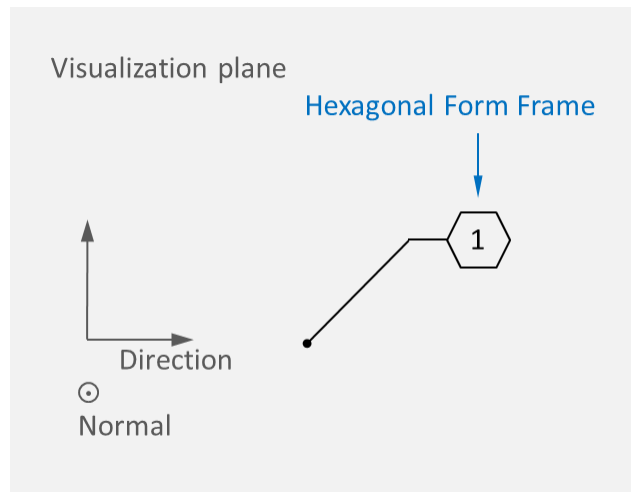 Visualization plane
Hexagonal Form Frame
1
Direction
Normal